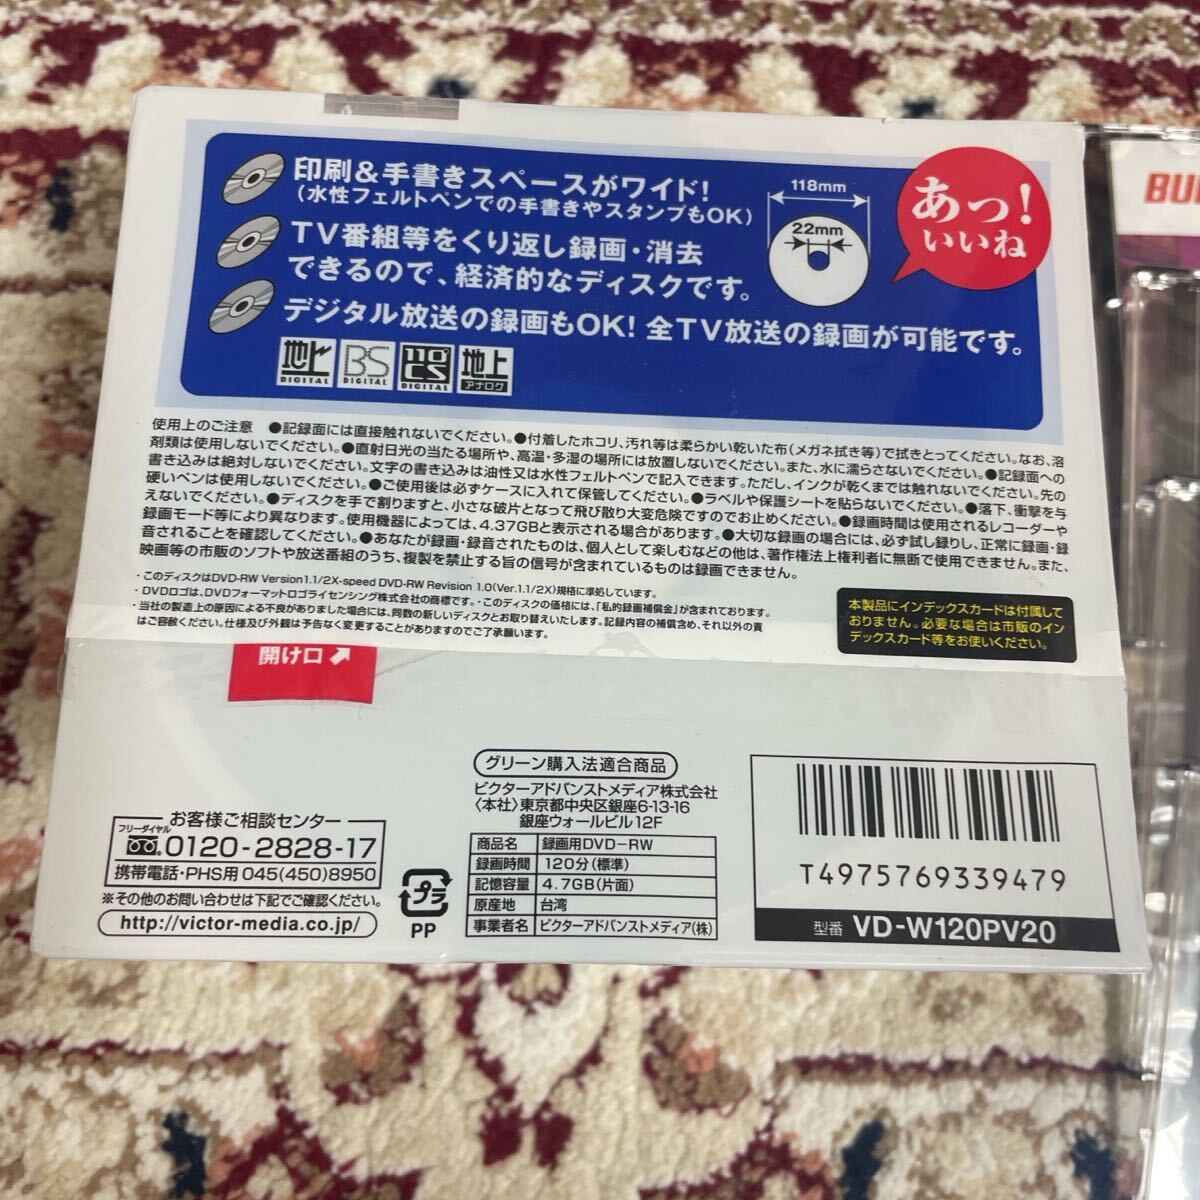 印刷&手書きスペースがワイド!
(水性フェルトペンでの手書きやスタンプもOK)
TV番組等をくり返し録画・消去
できるので、経済的なディスクです。
デジタル放送の録画もOK! 全TV放送の録画が可能です。
118mm
22mm
あっ!
いいね
地上
DIGITAL
BS
DIGITAL
110
CS
DIGITAL
地上
アナログ
使用上のご注意 ●記録面には直接触れないでください。●付着したホコリ、汚れ等は柔らかい乾いた布(メガネ拭き等)で拭きとってください。なお、溶
剤類は使用しないでください。●直射日光の当たる場所や、高温・多湿の場所には放置しないでください。また、水に濡らさないでください。●記録面への
書き込みは絶対しないでください。文字の書き込みは油性又は水性フェルトペンで記入できます。ただし、インクが乾くまでは触れないでください。先の
硬いペンは使用しないでください。●ご使用後は必ずケースに入れて保管してください。●ラベルや保護シートを貼らないでください。●落下、衝撃を与
えないでください。●ディスクを手で割りますと、小さな破片となって飛び散り大変危険ですのでお止めください。●録画時間は使用されるレコーダーや
録画モード等により異なります。使用機器によっては、4.37GBと表示される場合があります。●大切な録画の場合には、必ず試し録りし、正常に録画・録
音されることを確認してください。●あなたが録画・録音されたものは、個人として楽しむなどの他は、著作権法上権利者に無断で使用できません。また、
映画等の市販のソフトや放送番組のうち、複製を禁止する旨の信号が含まれているものは録画できません。
・このディスクはDVD-RW Version1.1/2X-speed DVD-RW Revision 1.0(Ver.1.1/2X)規格に準処しています。
・DVDロゴは、DVDフォーマットロゴライセンシング株式会社の商標です。・このディスクの価格には、「私的録画補償金」が含まれております。
・当社の製造上の原因による不良がありました場合には、同数の新しいディスクとお取り替えいたします。記録内容の補償含め、それ以外の責
はご容赦ください。仕様及び外観は予告なく変更することがありますのでご了承願います。
本製品にインデックスカードは付属して
おりません。必要な場合は市販のイン
デックスカード等をお使いください。
開け口
グリーン購入法適合商品
ビクターアドバンストメディア株式会社
〈本社〉東京都中央区銀座6-13-16
銀座ウォールビル12F
商品名 録画用DVD-RW
録画時間 120分(標準)
記憶容量 4.7GB(片面)
原産地 台湾
事業者名 ビクターアドバンストメディア(株)
お客様ご相談センター
フリーダイヤル
0120-2828-17
携帯電話・PHS用 045(450)8950
※その他のお問い合わせは下記でご確認ください。
http://victor-media.co.jp/
プラ
PP
T4975769339479
型番 VD-W120PV20